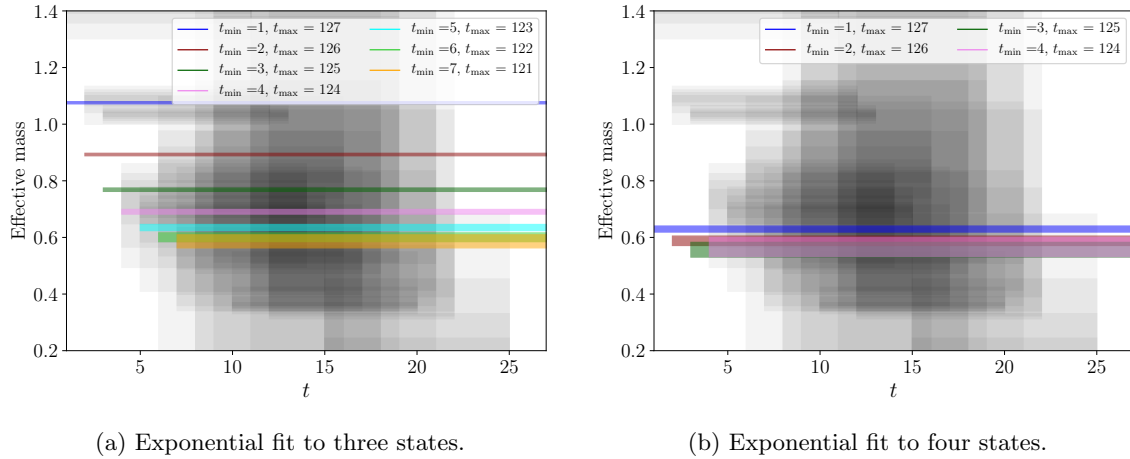 1.4
1.2
1.0
0.8
0.6
0.4
0.2
Effective mass
t_min =1, t_max = 127
t_min =2, t_max = 126
t_min =3, t_max = 125
t_min =4, t_max = 124
t_min =5, t_max = 123
t_min =6, t_max = 122
t_min =7, t_max = 121
5 10 15 20 25
t
(a) Exponential fit to three states.
1.4
1.2
1.0
0.8
0.6
0.4
0.2
Effective mass
t_min =1, t_max = 127
t_min =2, t_max = 126
t_min =3, t_max = 125
t_min =4, t_max = 124
5 10 15 20 25
t
(b) Exponential fit to four states.